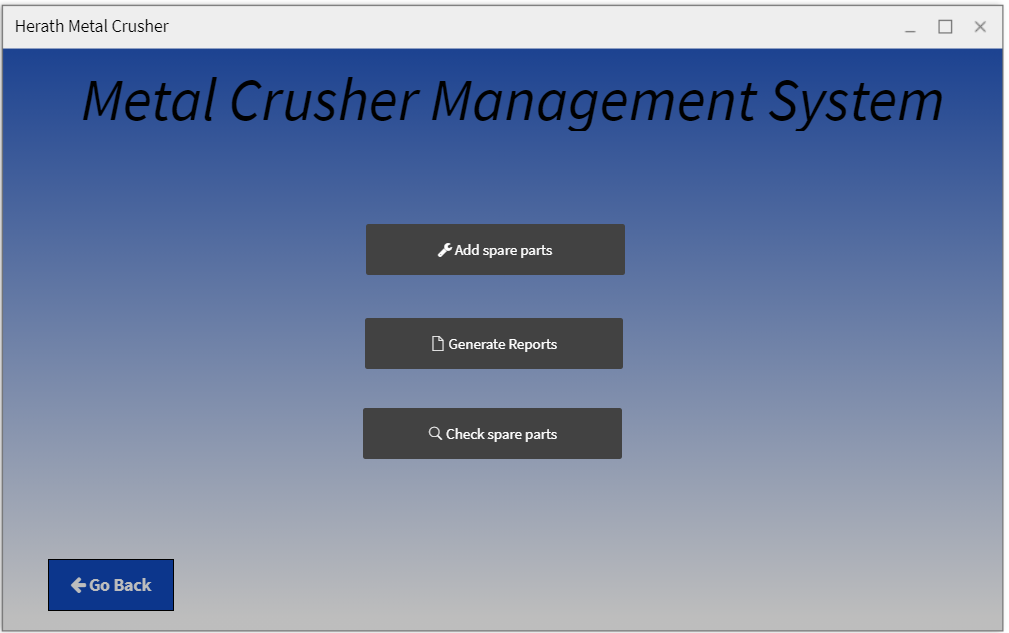 Herath Metal Crusher
Metal Crusher Management System
Add spare parts
Generate Reports
Check spare parts
Go Back